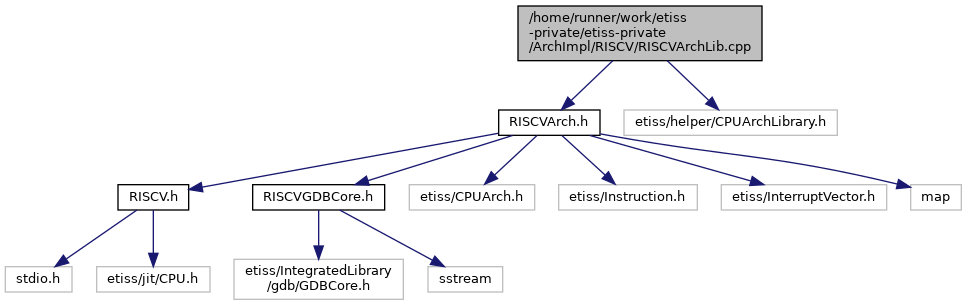 /home/runner/work/etiss
-private/etiss-private
/ArchImpl/RISCV/RISCVArchLib.cpp
RISCVArch.h
etiss/helper/CPUArchLibrary.h
RISCV.h
RISCVGDBCore.h
etiss/CPUArch.h
etiss/Instruction.h
etiss/InterruptVector.h
map
stdio.h
etiss/jit/CPU.h
etiss/IntegratedLibrary
/gdb/GDBCore.h
sstream